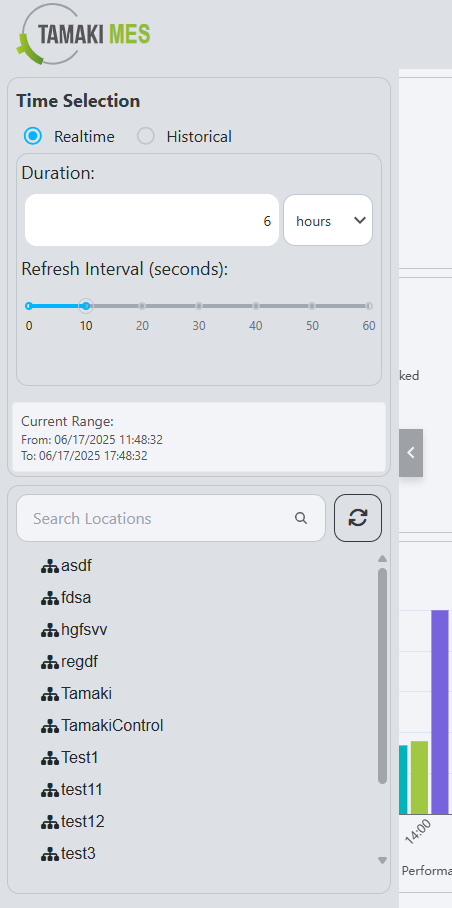 TAMAKI MES
Time Selection
Realtime Historical
Duration:
6 hours
Refresh Interval (seconds):
0 10 20 30 40 50 60
Current Range:
From: 06/17/2025 11:48:32
To: 06/17/2025 17:48:32
ked
Search Locations
asdf
fdsa
hgfsvv
regdf
Tamaki
TamakiControl
Test1
test11
test12
test3
14:00
Performa